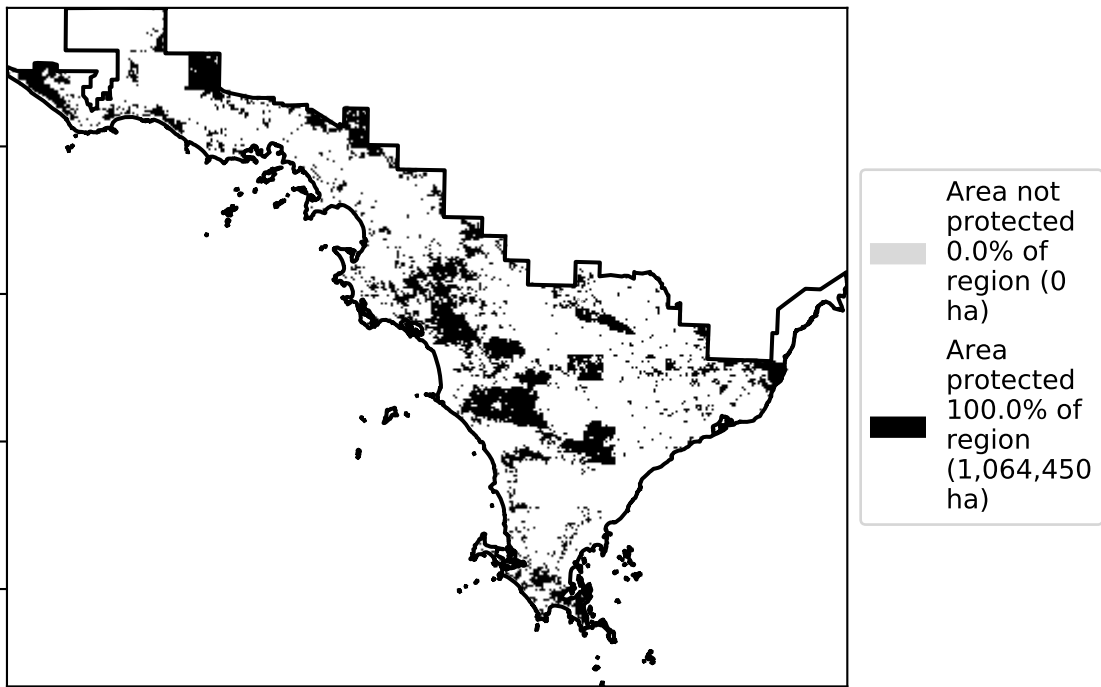 Area not
protected
0.0% of
region (0
ha)
Area
protected
100.0% of
region
(1,064,450
ha)